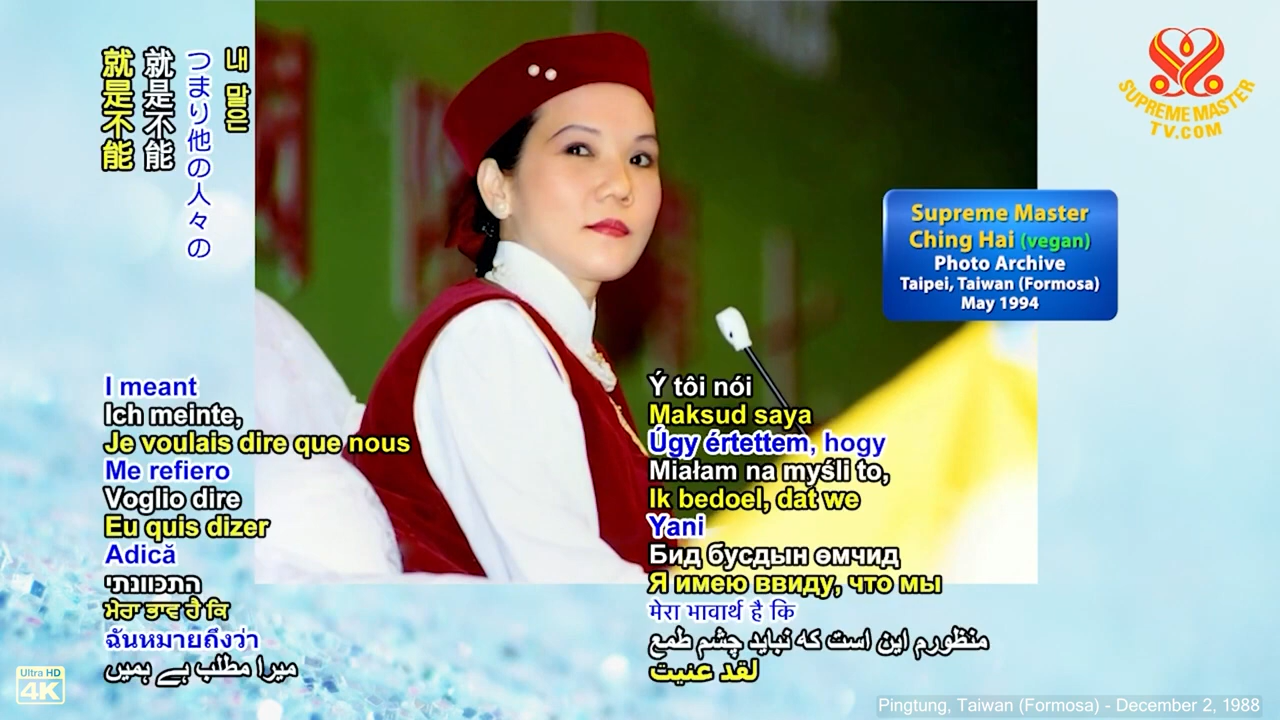 내 말은
つまり他の人々の
就是不能
就是不能
SUPREME MASTER
TV.COM
Supreme Master
Ching Hai (vegan)
Photo Archive
Taipei, Taiwan (Formosa)
May 1994
I meant
Ich meinte,
Je voulais dire que nous
Me refiero
Voglio dire
Eu quis dizer
Adică
התכוונתי
ਮੇਰਾ ਭਾਵ ਹੈ ਕਿ
ฉันหมายถึงว่า
میرا مطلب ہے ہمیں
Ý tôi nói
Maksud saya
Úgy értettem, hogy
Miałam na myśli to,
Ik bedoel, dat we
Yani
Бид бусдын өмчид
Я имею ввиду, что мы
मेरा भावार्थ है कि
منظورم این است که نباید چشم طمع
لقد عنيت
Ultra HD
4K
Pingtung, Taiwan (Formosa) - December 2, 1988